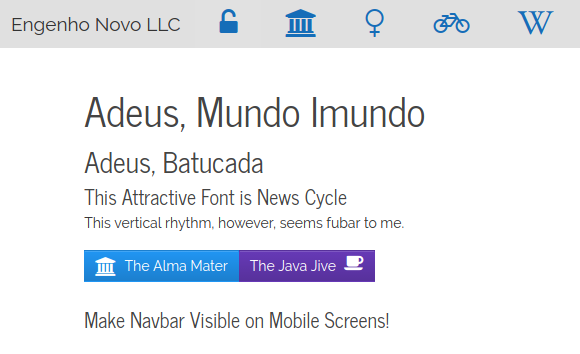 Engenho Novo LLC
Adeus, Mundo Imundo
Adeus, Batucada
This Attractive Font is News Cycle
This vertical rhythm, however, seems fubar to me.
The Alma Mater The Java Jive
Make Navbar Visible on Mobile Screens!